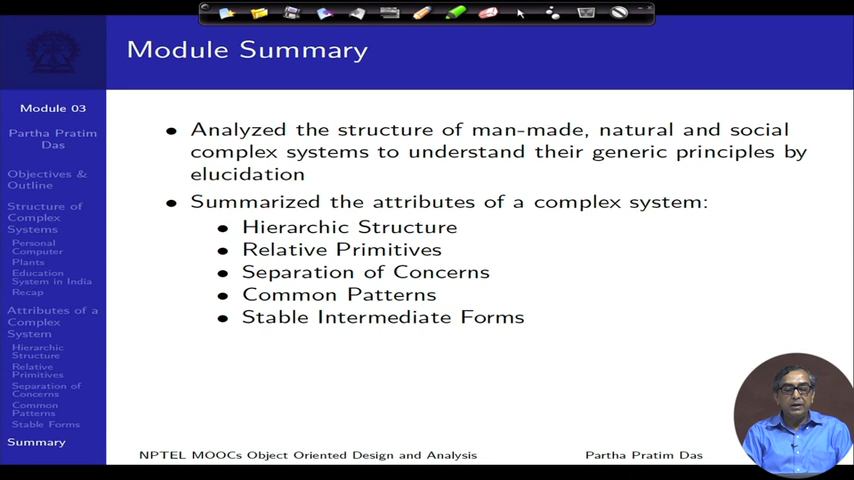 Module Summary
Module 03
Partha Pratim
Das
Objectives &
Outline
Structure of
Complex
Systems
Personal
Computer
Plants
Education
System in India
Recap
Attributes of a
Complex
System
Hierarchic
Structure
Relative
Primitives
Separation of
Concerns
Common
Patterns
Stable Forms
Summary
• Analyzed the structure of man-made, natural and social
complex systems to understand their generic principles by
elucidation
• Summarized the attributes of a complex system:
• Hierarchic Structure
• Relative Primitives
• Separation of Concerns
• Common Patterns
• Stable Intermediate Forms
NPTEL MOOCs Object Oriented Design and Analysis
Partha Pratim Das